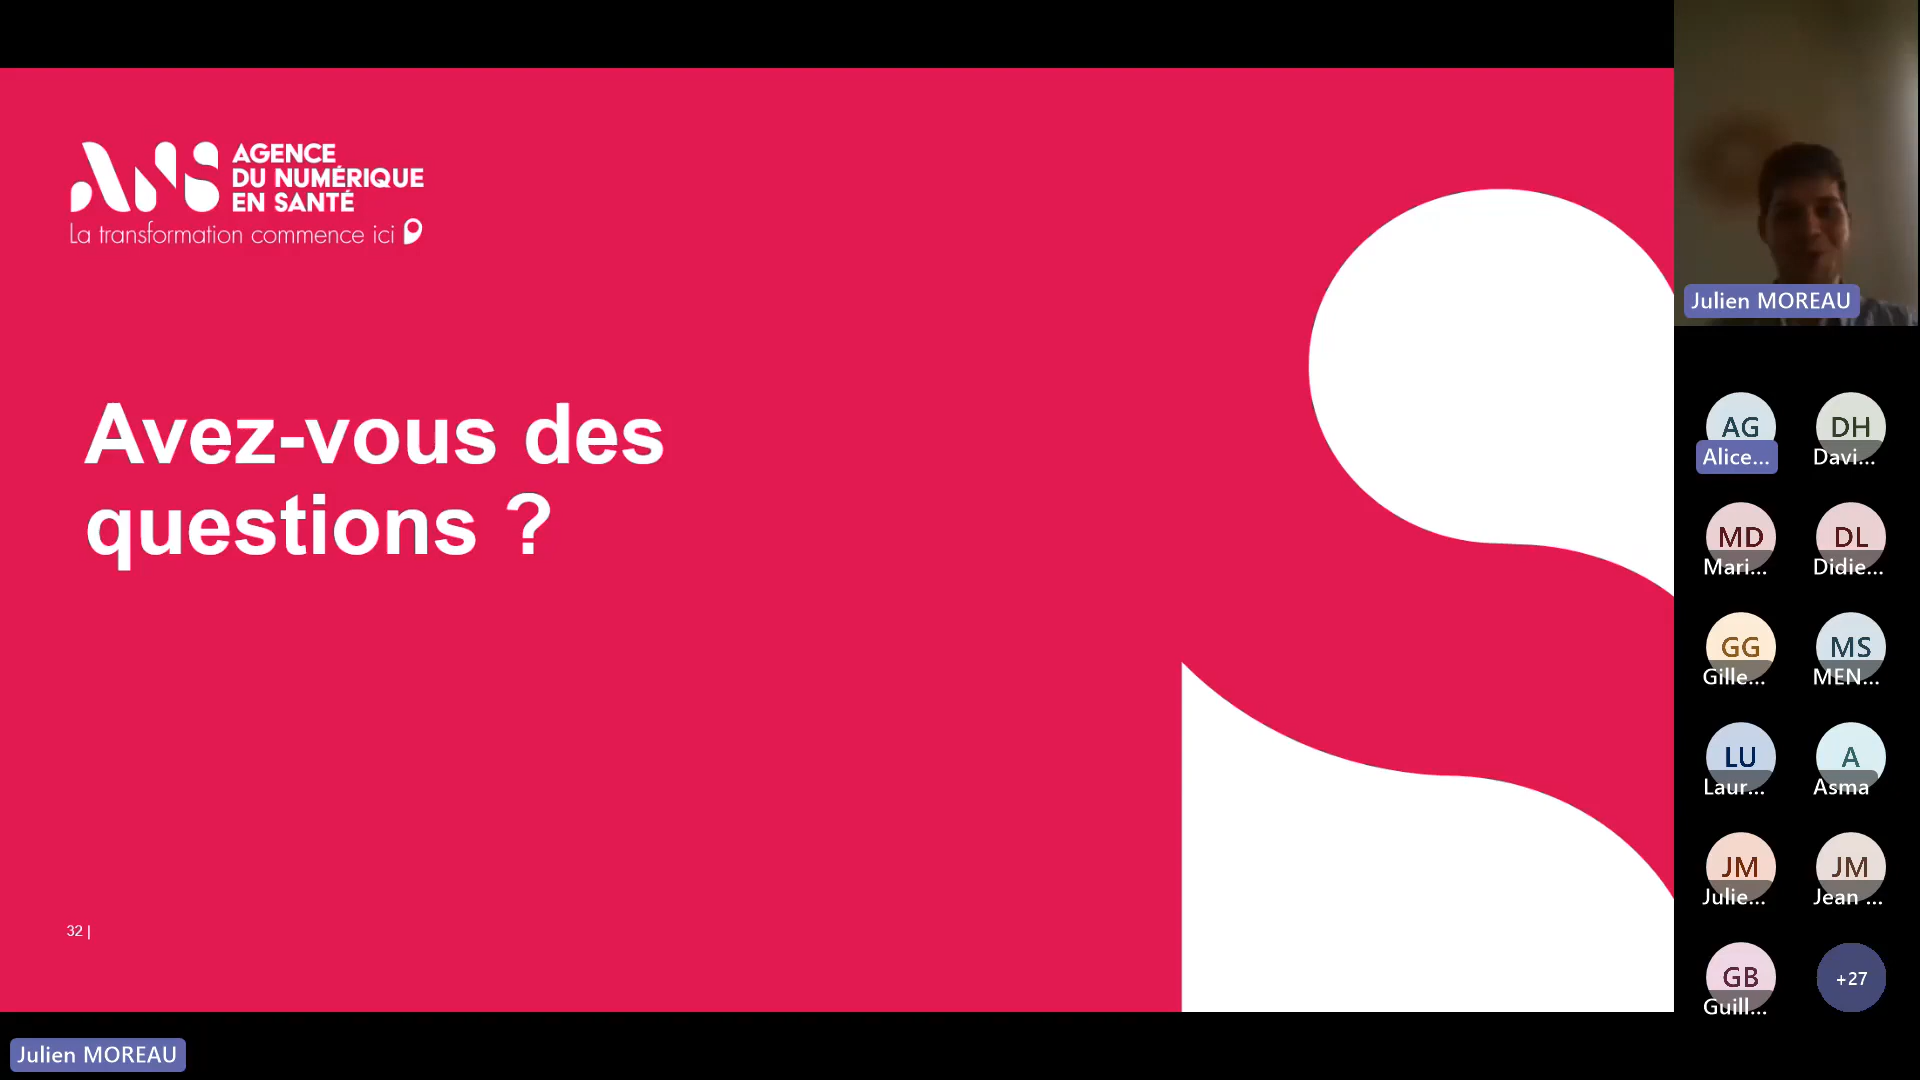 ANS
AGENCE
DU NUMÉRIQUE
EN SANTÉ
La transformation commence ici
Avez-vous des
questions ?
32 |
Julien MOREAU
Julien MOREAU
AG
Alice...
DH
Davi...
MD
Mari...
DL
Didie...
GG
Gille...
MS
MEN...
LU
Laur...
A
Asma
JM
Julie...
JM
Jean ...
GB
Guill...
+27